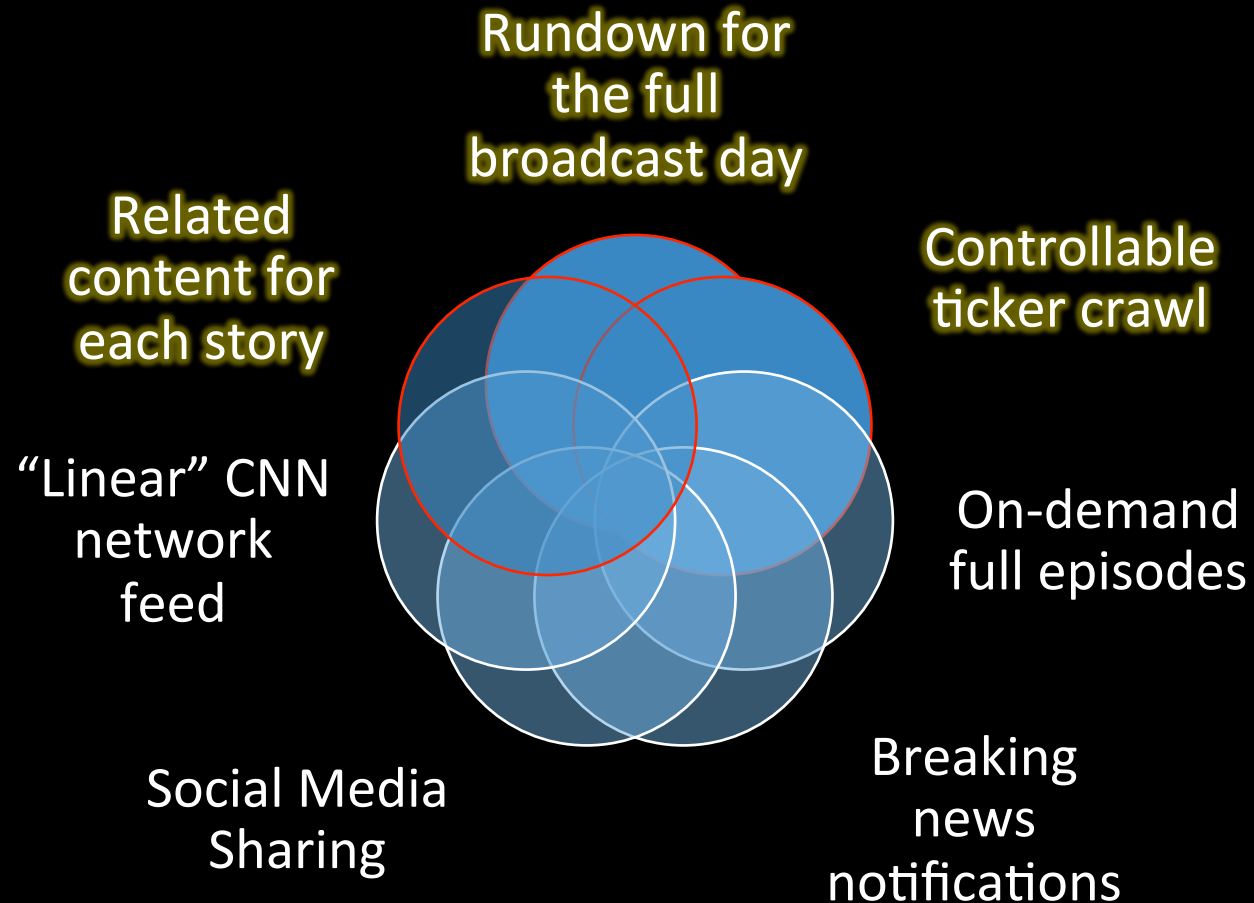 Rundown for
the full
broadcast day
Related
content for
each story
Controllable
ticker crawl
“Linear” CNN
network
feed
On-demand
full episodes
Social Media
Sharing
Breaking
news
notifications